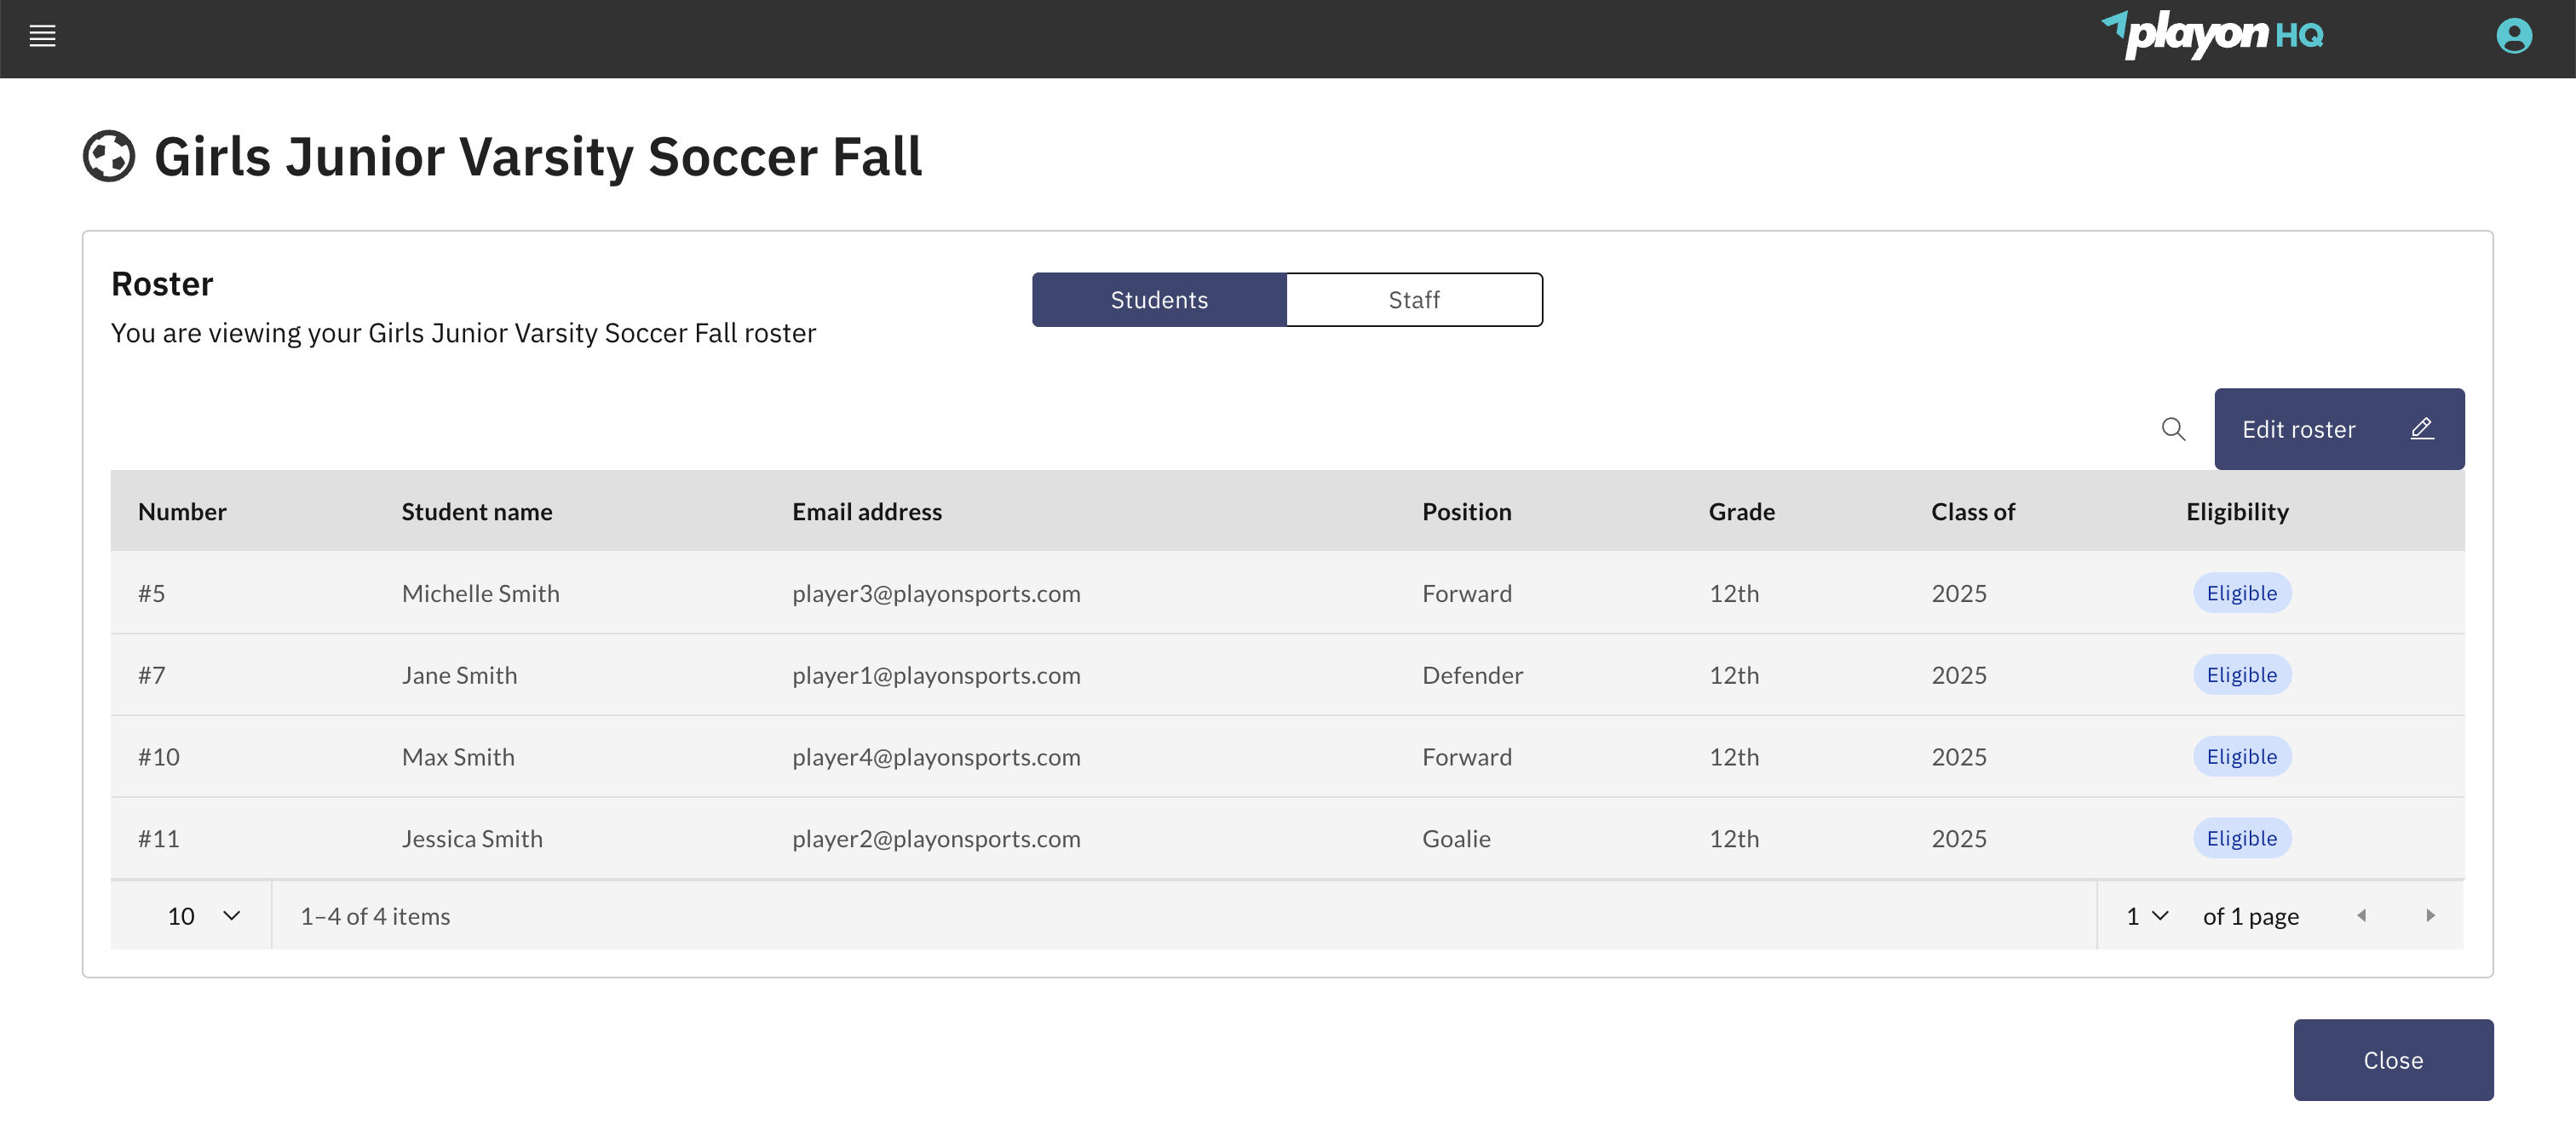 playon HQ
Girls Junior Varsity Soccer Fall
Roster
You are viewing your Girls Junior Varsity Soccer Fall roster
Students Staff
Edit roster
Number Student name Email address Position Grade Class of Eligibility
#5 Michelle Smith player3@playonsports.com Forward 12th 2025 Eligible
#7 Jane Smith player1@playonsports.com Defender 12th 2025 Eligible
#10 Max Smith player4@playonsports.com Forward 12th 2025 Eligible
#11 Jessica Smith player2@playonsports.com Goalie 12th 2025 Eligible
10 1–4 of 4 items 1 of 1 page
Close